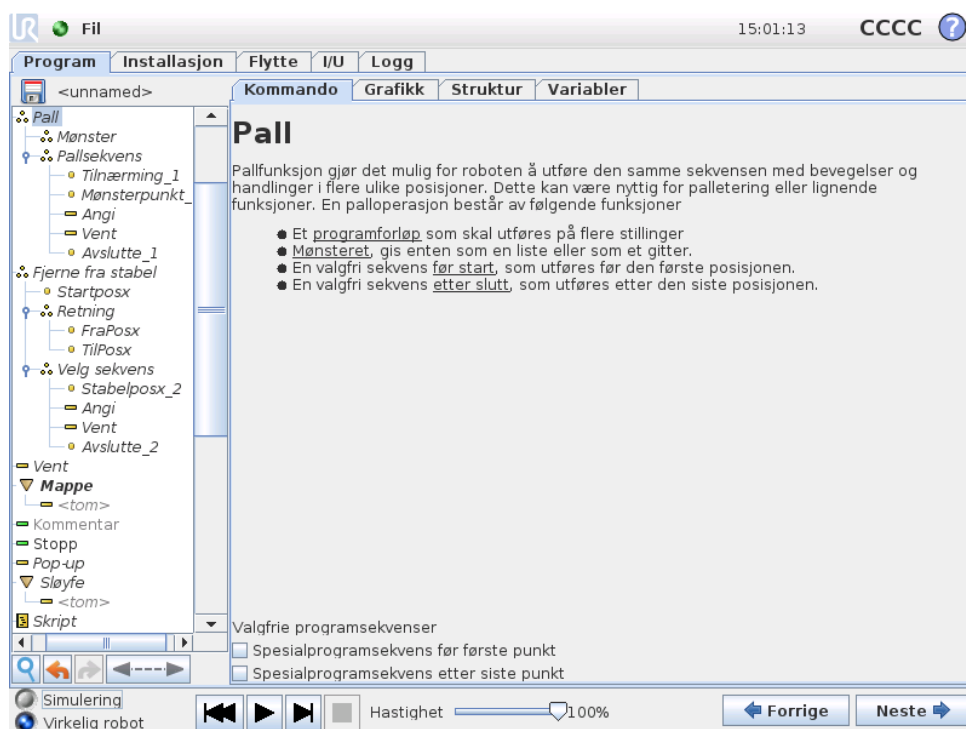 UR Fil 15:01:13 CCCC ?
Program Installasjon Flytte I/U Logg
<unnamed>
Kommando Grafikk Struktur Variabler
Pall
Mønster
Pallsekvens
Tilnærming_1
Mønsterpunkt_
Angi
Vent
Avslutte_1
Fjerne fra stabel
Startposx
Retning
FraPosx
TilPosx
Velg sekvens
Stabelposx_2
Angi
Vent
Avslutte_2
Vent
Mappe
<tom>
Kommentar
Stopp
Pop-up
Sløyfe
<tom>
Skript
Pall
Pallfunksjon gjør det mulig for roboten å utføre den samme sekvensen med bevegelser og
handlinger i flere ulike posisjoner. Dette kan være nyttig for palletering eller lignende
funksjoner. En palloperasjon består av følgende funksjoner
● Et programforløp som skal utføres på flere stillinger
● Mønsteret, gis enten som en liste eller som et gitter.
● En valgfri sekvens før start, som utføres før den første posisjonen.
● En valgfri sekvens etter slutt, som utføres etter den siste posisjonen.
Valgfrie programsekvenser
Spesialprogramsekvens før første punkt
Spesialprogramsekvens etter siste punkt
Simulering
Virkelig robot
Hastighet 100%
Forrige Neste